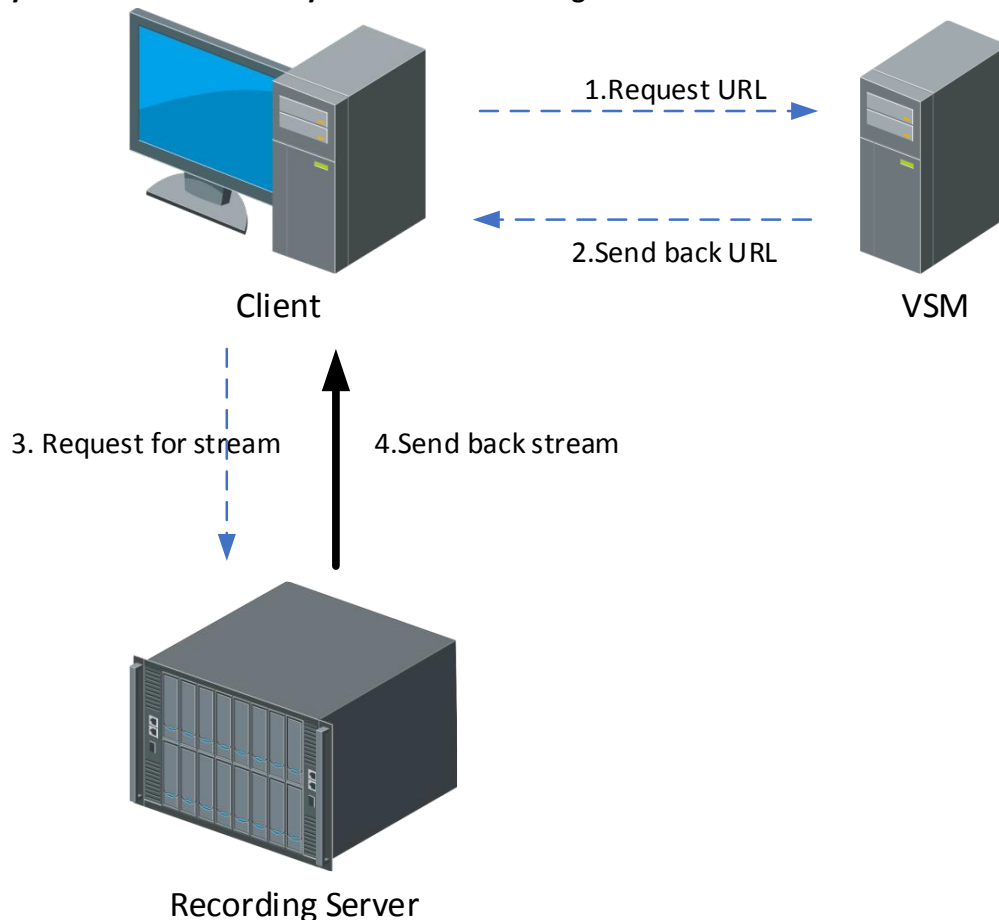 1.Request URL
2.Send back URL
Client
VSM
3. Request for stream
4.Send back stream
Recording Server